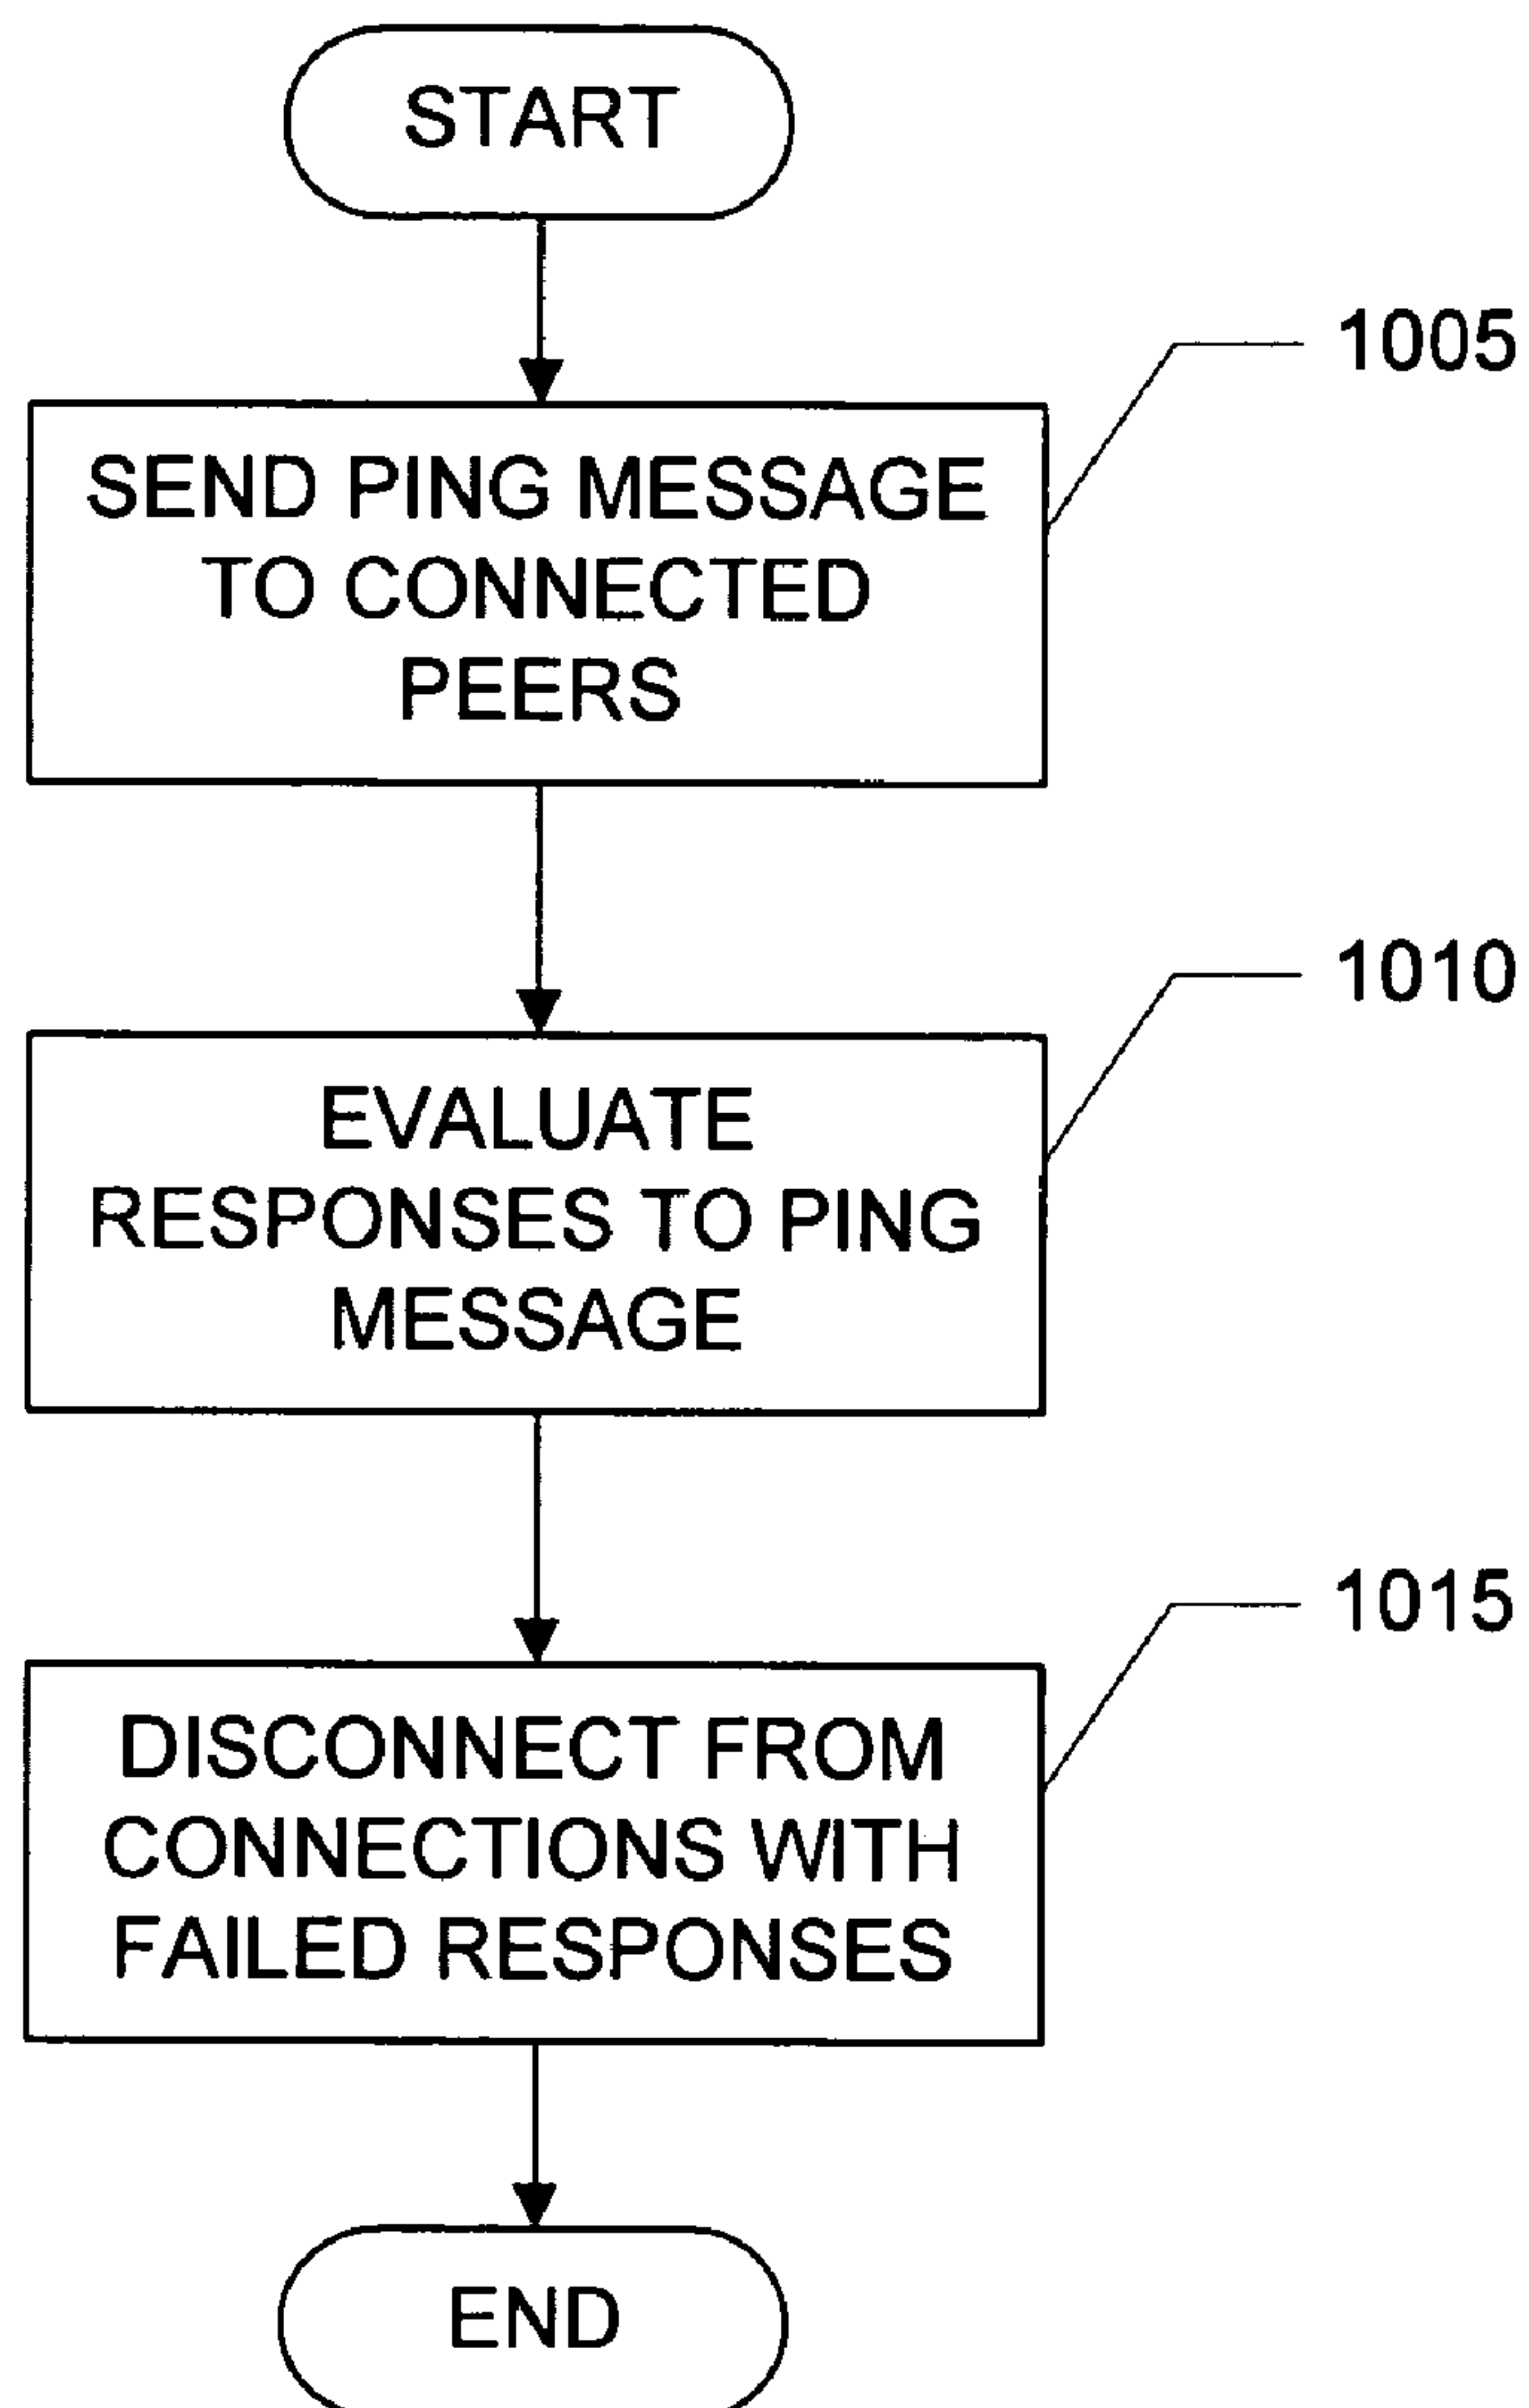 START
1005
SEND PING MESSAGE
TO CONNECTED
PEERS
1010
EVALUATE
RESPONSES TO PING
MESSAGE
1015
DISCONNECT FROM
CONNECTIONS WITH
FAILED RESPONSES
END